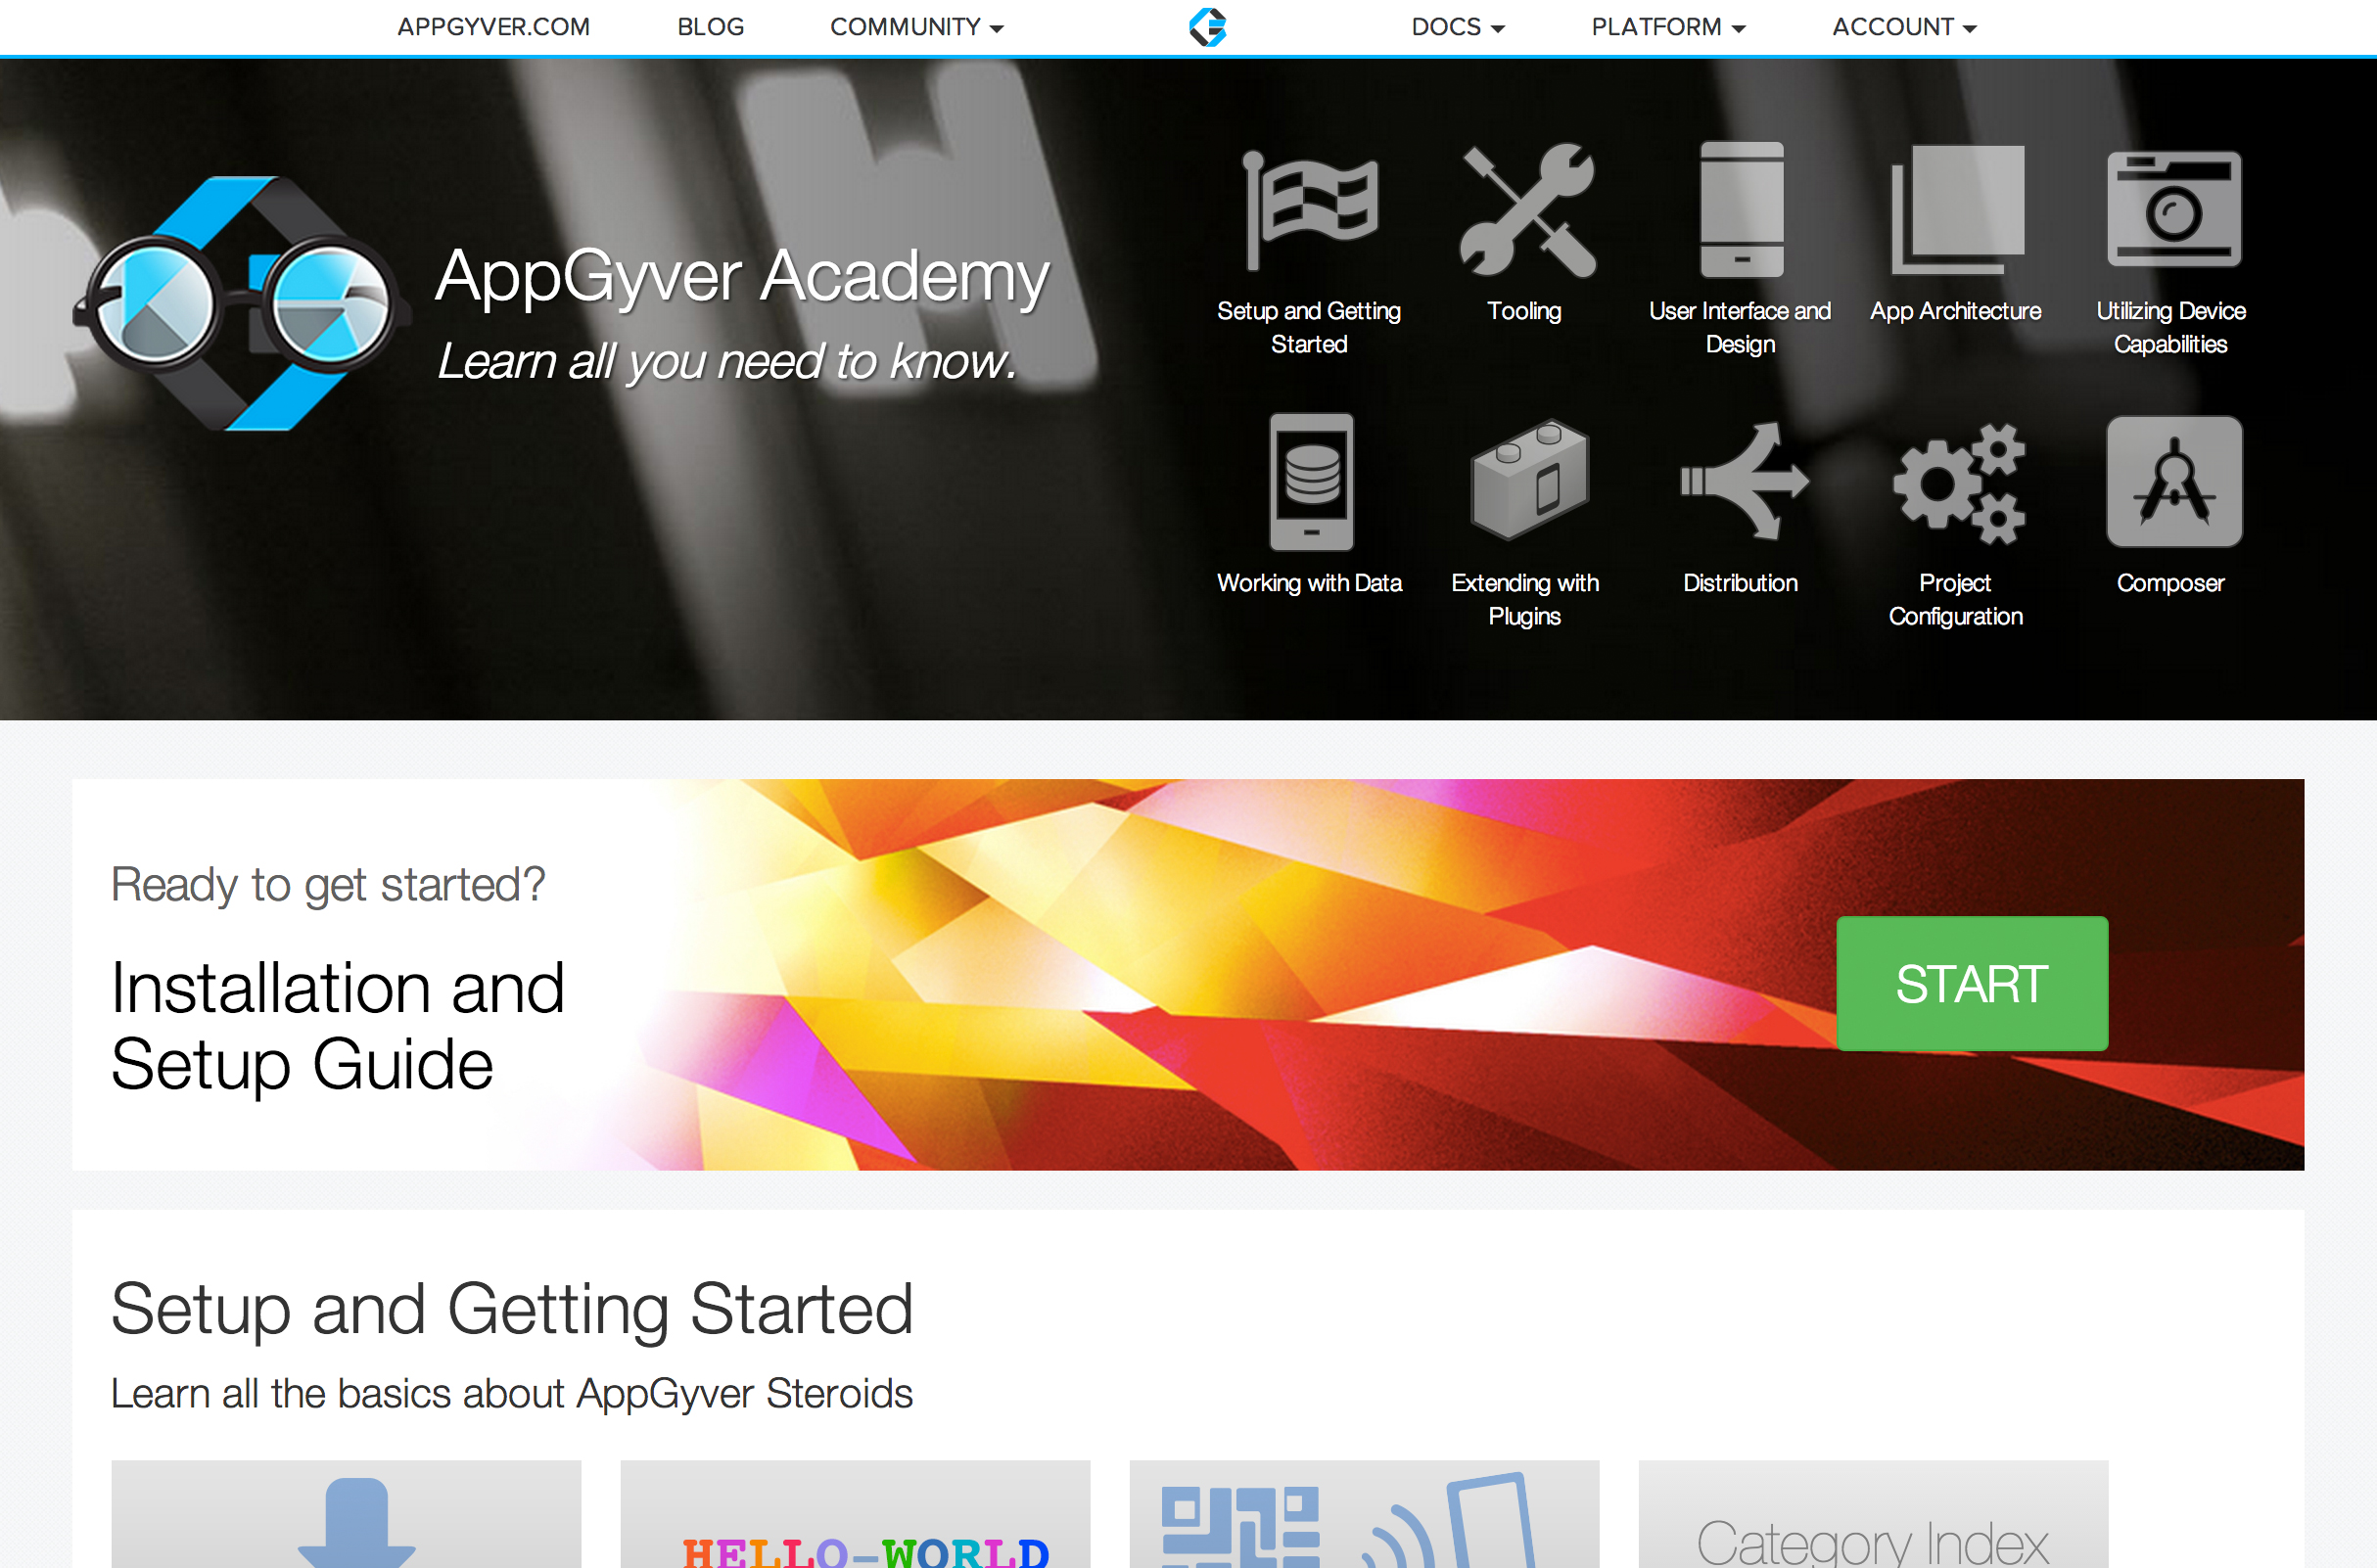 APPGYVER.COM BLOG COMMUNITY DOCS PLATFORM ACCOUNT
AppGyver Academy
Learn all you need to know.
Setup and Getting
Started
Tooling
User Interface and
Design
App Architecture
Utilizing Device
Capabilities
Working with Data
Extending with
Plugins
Distribution
Project
Configuration
Composer
Ready to get started?
Installation and
Setup Guide
START
Setup and Getting Started
Learn all the basics about AppGyver Steroids
HELLO-WORLD
Category Index